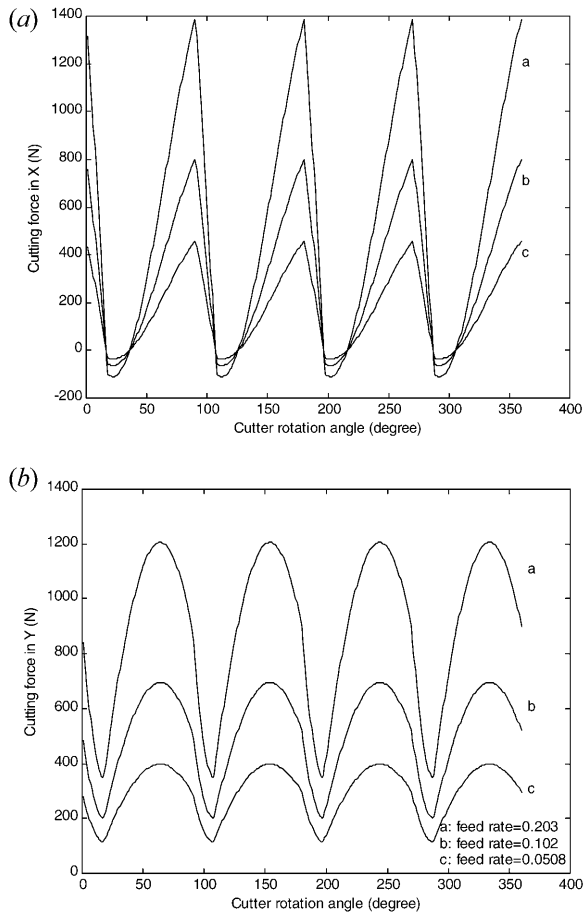 (a)
1400
1200
1000
800
600
400
200
0
-200
Cutting force in X (N)
a
b
c
0 50 100 150 200 250 300 350 400
Cutter rotation angle (degree)
(b)
1400
1200
1000
800
600
400
200
0
Cutting force in Y (N)
a
b
c
a: feed rate=0.203
b: feed rate=0.102
c: feed rate=0.0508
0 50 100 150 200 250 300 350 400
Cutter rotation angle (degree)